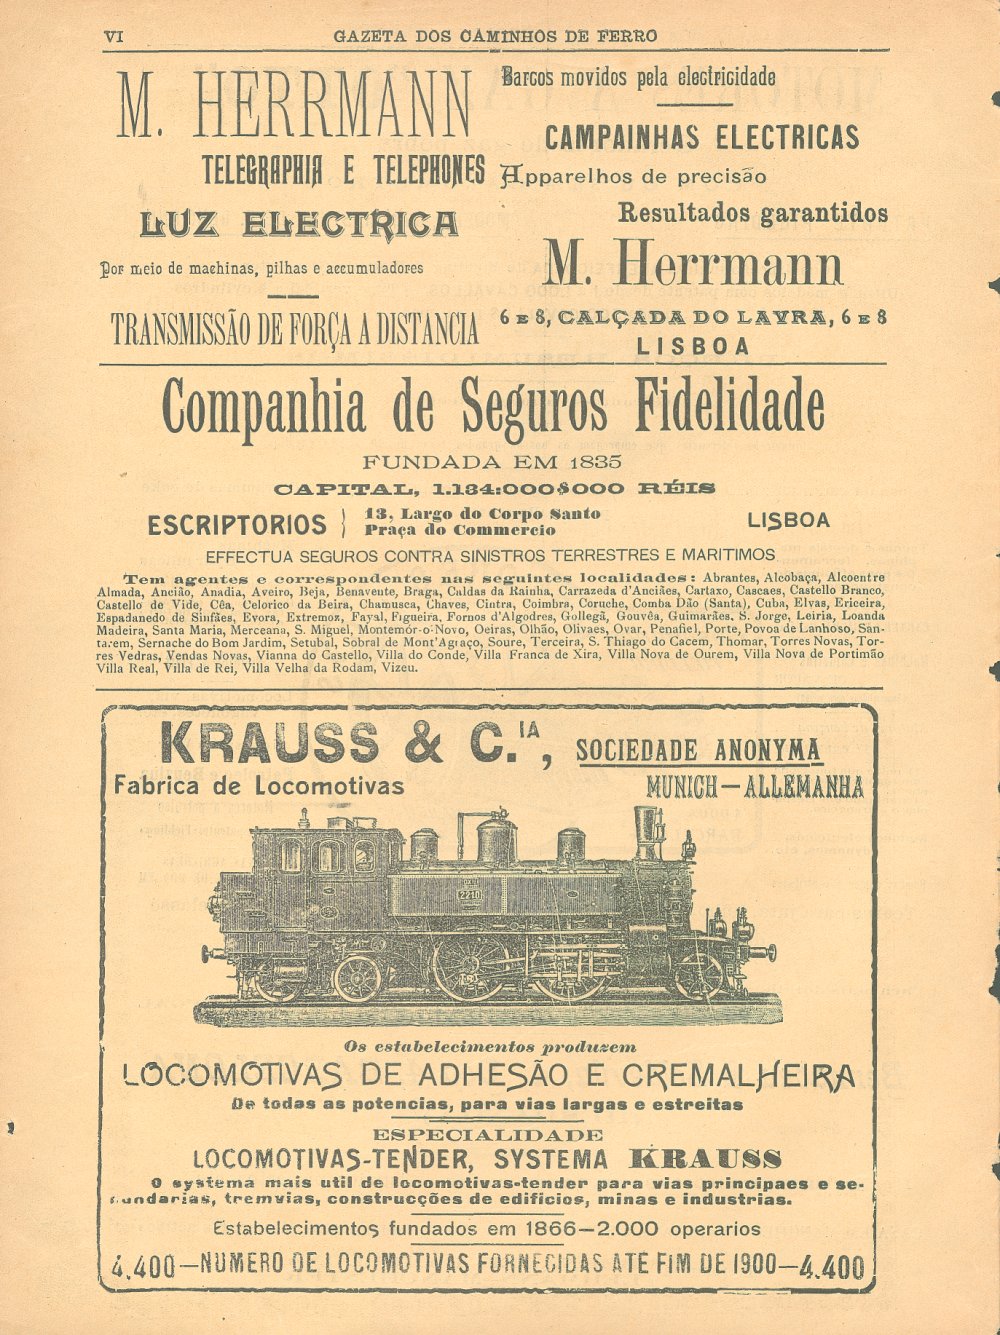 VI
GAZETA DOS CAMINHOS DE FERRO
M. HERRMANN
TELEGRAPHIA E TELEPHONES
LUZ ELECTRICA
Por meio de machinas, pilhas e accumuladores
TRANSMISSÃO DE FORÇA A DISTANCIA
Barcos movidos pela electricidade
CAMPAINHAS ELECTRICAS
Apparelhos de precisão
Resultados garantidos
M. Herrmann
6 E 8, CALÇADA DO LAVRA, 6 E 8
LISBOA
Companhia de Seguros Fidelidade
FUNDADA EM 1835
CAPITAL, 1.134:000$000 RÉIS
ESCRIPTORIOS
13, Largo do Corpo Santo
Praça do Commercio
LISBOA
EFFECTUA SEGUROS CONTRA SINISTROS TERRESTRES E MARITIMOS
Tem agentes e correspondentes nas seguintes localidades: Abrantes, Alcobaça, Alcoentre
Almada, Ancião, Anadia, Aveiro, Beja, Benavente, Braga, Caldas da Rainha, Carrazeda d'Anciães, Cartaxo, Cascaes, Castello Branco,
Castello de Vide, Cêa, Celorico da Beira, Chamusca, Chaves, Cintra, Coimbra, Coruche, Comba Dão (Santa), Cuba, Elvas, Ericeira,
Espadanedo de Sinfães, Evora, Extremoz, Fayal, Figueira, Fornos d'Algodres, Gollegã, Gouvêa, Guimarães, S. Jorge, Leiria, Loanda
Madeira, Santa Maria, Merceana, S. Miguel, Montemór-o-Novo, Oeiras, Olhão, Olivaes, Ovar, Penafiel, Porte, Povoa de Lanhoso, San-
tarem, Sernache do Bom Jardim, Setubal, Sobral de Mont'Agraço, Soure, Terceira, S. Thiago do Cacem, Thomar, Torres Novas, Tor-
res Vedras, Vendas Novas, Vianna do Castello, Villa do Conde, Villa Franca de Xira, Villa Nova de Ourem, Villa Nova de Portimão
Villa Real, Villa de Rei, Villa Velha da Rodam, Vizeu.
KRAUSS & C.IA, SOCIEDADE ANONYMA
Fabrica de Locomotivas
MUNICH—ALLEMANHA
2210
Os estabelecimentos produzem
LOCOMOTIVAS DE ADHESÃO E CREMALHEIRA
De todas as potencias, para vias largas e estreitas
ESPECIALIDADE
LOCOMOTIVAS-TENDER, SYSTEMA KRAUSS
O systema mais util de locomotivas-tender para vias principaes e se-
cundarias, tremvias, construcções de edificios, minas e industrias.
Estabelecimentos fundados em 1866—2.000 operarios
4.400—NUMERO DE LOCOMOTIVAS FORNECIDAS ATÉ FIM DE 1900—4.400